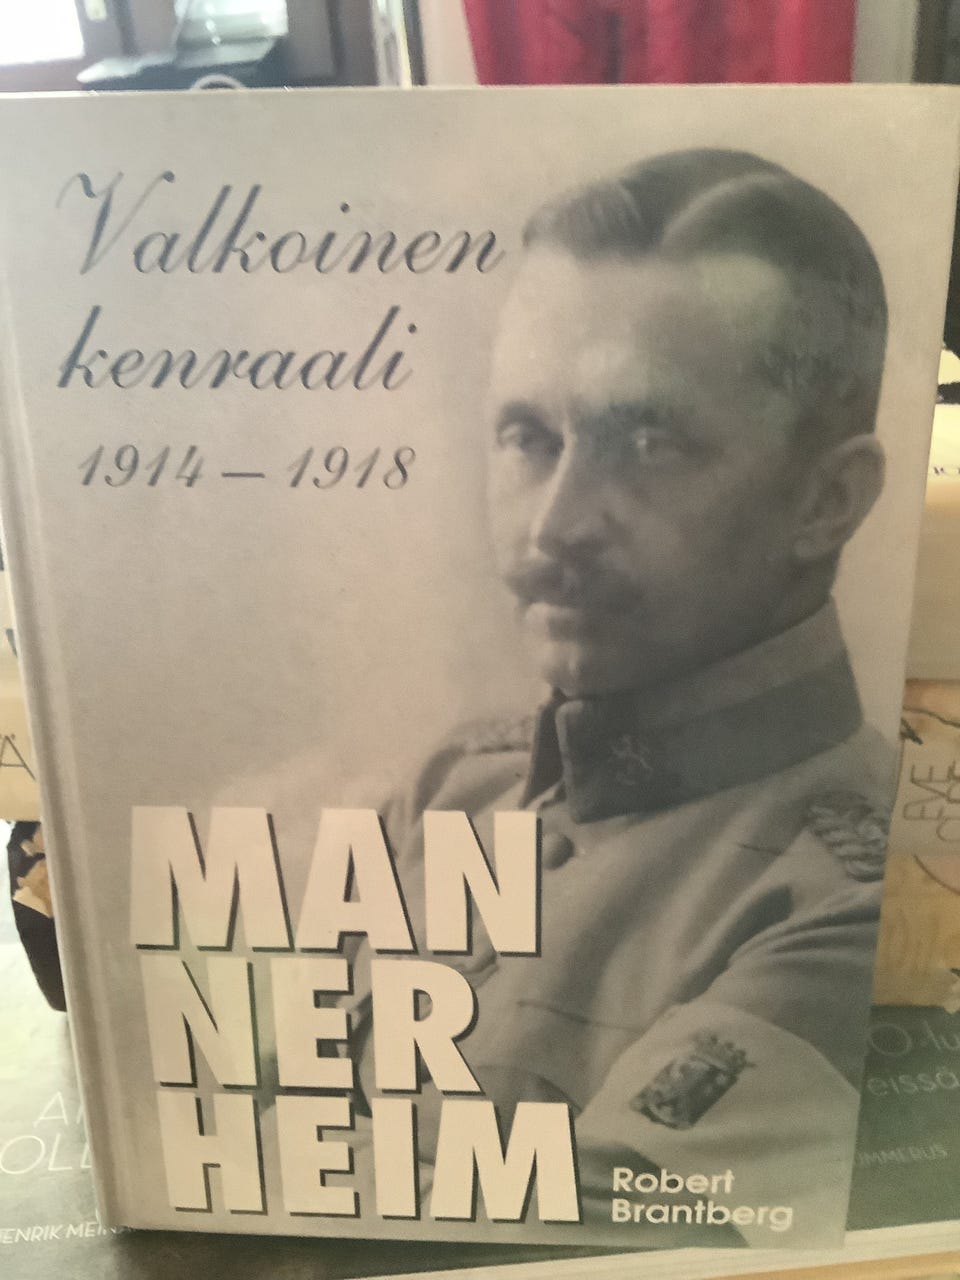 Valkoinen
kenraali
1914 – 1918
MAN
NER
HEIM
Robert
Brantberg